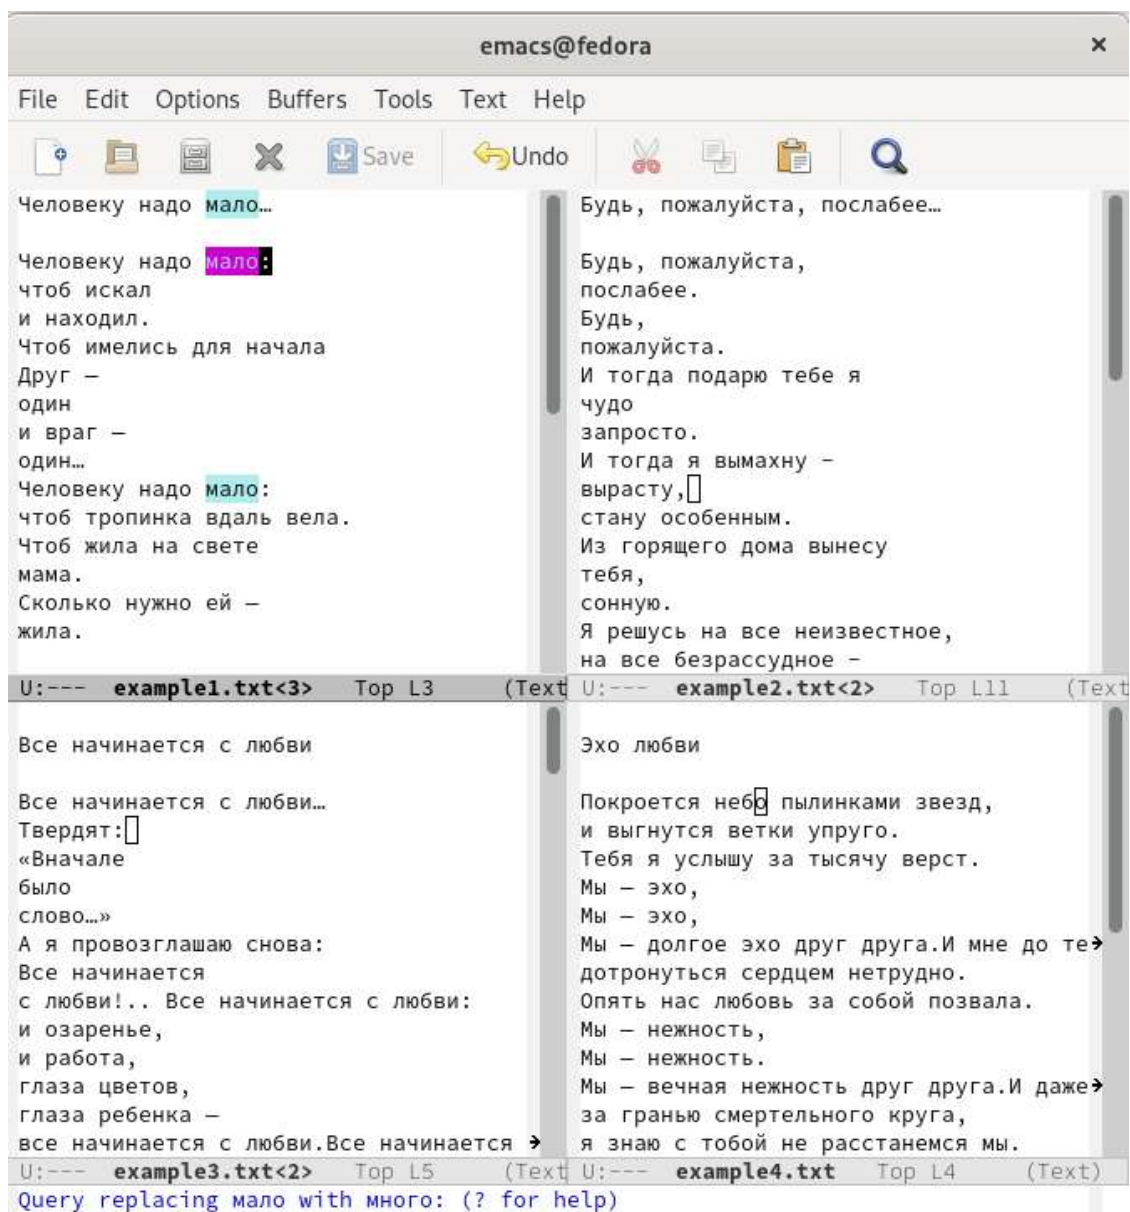 emacs@fedora ×
File Edit Options Buffers Tools Text Help
Save Undo
Человеку надо мало…
Человеку надо мало:
чтоб искал
и находил.
Чтоб имелись для начала
Друг —
один
и враг —
один…
Человеку надо мало:
чтоб тропинка вдаль вела.
Чтоб жила на свете
мама.
Сколько нужно ей —
жила.
U:--- example1.txt<3> Top L3 (Text
Будь, пожалуйста, послабее…
Будь, пожалуйста,
послабее.
Будь,
пожалуйста.
И тогда подарю тебе я
чудо
запросто.
И тогда я вымахну –
вырасту,
стану особенным.
Из горящего дома вынесу
тебя,
сонную.
Я решусь на все неизвестное,
на все безрассудное –
U:--- example2.txt<2> Top L11 (Text
Все начинается с любви
Все начинается с любви…
Твердят:
«Вначале
было
слово…»
А я провозглашаю снова:
Все начинается
с любви!.. Все начинается с любви:
и озаренье,
и работа,
глаза цветов,
глаза ребенка —
все начинается с любви.Все начинается
U:--- example3.txt<2> Top L5 (Text
Эхо любви
Покроется небо пылинками звезд,
и выгнутся ветки упруго.
Тебя я услышу за тысячу верст.
Мы — эхо,
Мы — эхо,
Мы — долгое эхо друг друга.И мне до те
дотронуться сердцем нетрудно.
Опять нас любовь за собой позвала.
Мы — нежность,
Мы — нежность.
Мы — вечная нежность друг друга.И даже
за гранью смертельного круга,
я знаю с тобой не расстанемся мы.
U:--- example4.txt Top L4 (Text)
Query replacing мало with много: (? for help)